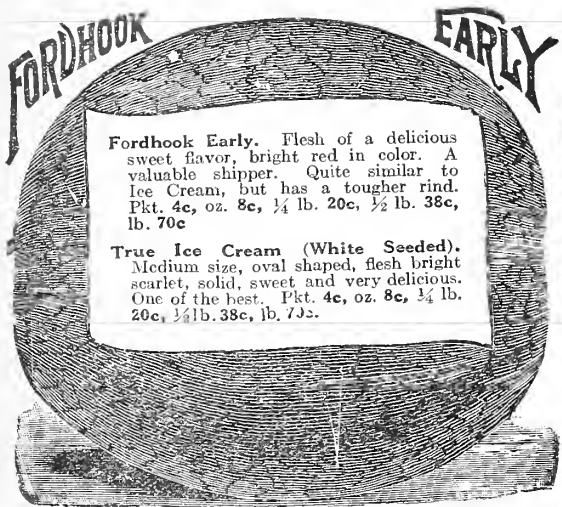 FORDHOOK EARLY
Fordhook Early. Flesh of a delicious
sweet flavor, bright red in color. A
valuable shipper. Quite similar to
Ice Cream, but has a tougher rind.
Pkt. 4c, oz. 8c, ¼ lb. 20c, ½ lb. 38c,
lb. 70c
True Ice Cream (White Seeded).
Medium size, oval shaped, flesh bright
scarlet, solid, sweet and very delicious.
One of the best. Pkt. 4c, oz. 8c, ¼ lb.
20c, ½ lb. 38c, lb. 70c.